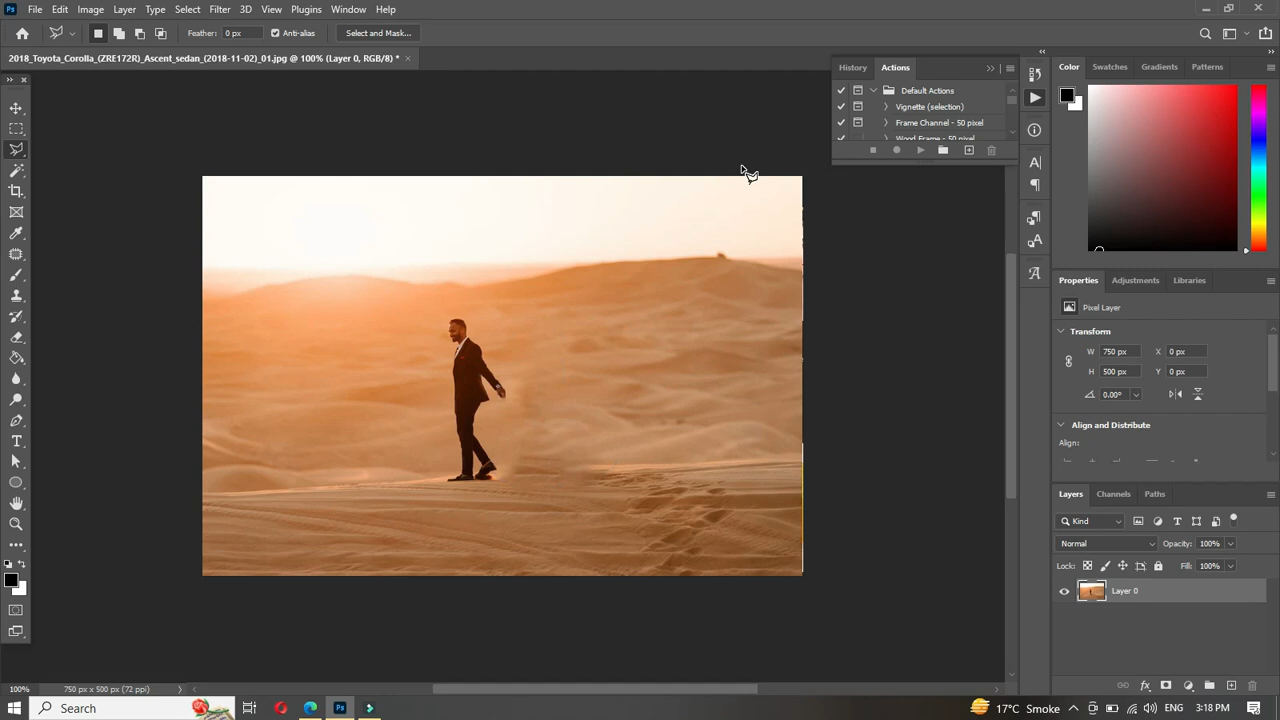 Ps File Edit Image Layer Type Select Filter 3D View Plugins Window Help
Feather: 0 px Anti-alias Select and Mask...
2018_Toyota_Corolla_(ZRE172R)_Ascent_sedan_(2018-11-02)_01.jpg @ 100% (Layer 0, RGB/8) *
History Actions
Default Actions
Vignette (selection)
Frame Channel - 50 pixel
Wood Frame - 50 pixel
Color Swatches Gradients Patterns
Properties Adjustments Libraries
Pixel Layer
Transform
W 750 px X 0 px
H 500 px Y 0 px
0.00°
Align and Distribute
Align:
Layers Channels Paths
Kind
Normal Opacity: 100%
Lock: Fill: 100%
Layer 0
100% 750 px x 500 px (72 ppi)
Search
Ps
17°C Smoke ENG 3:18 PM